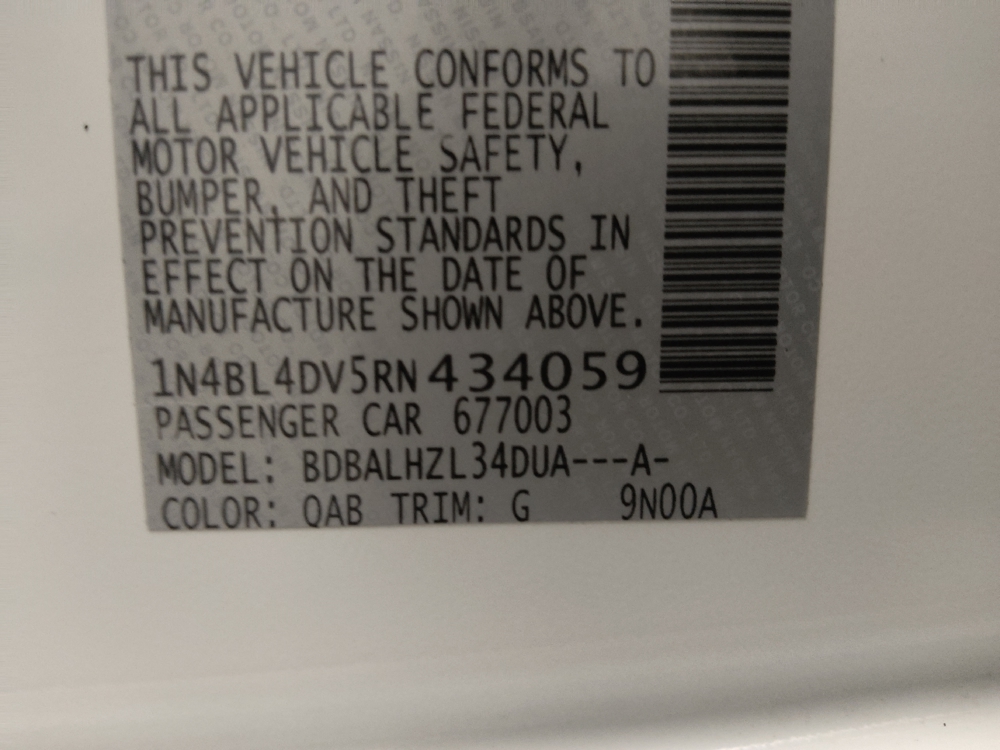 THIS VEHICLE CONFORMS TO
ALL APPLICABLE FEDERAL
MOTOR VEHICLE SAFETY,
BUMPER, AND THEFT
PREVENTION STANDARDS IN
EFFECT ON THE DATE OF
MANUFACTURE SHOWN ABOVE.
1N4BL4DV5RN434059
PASSENGER CAR 677003
MODEL: BDBALHZL34DUA---A-
COLOR: QAB TRIM: G 9N00A